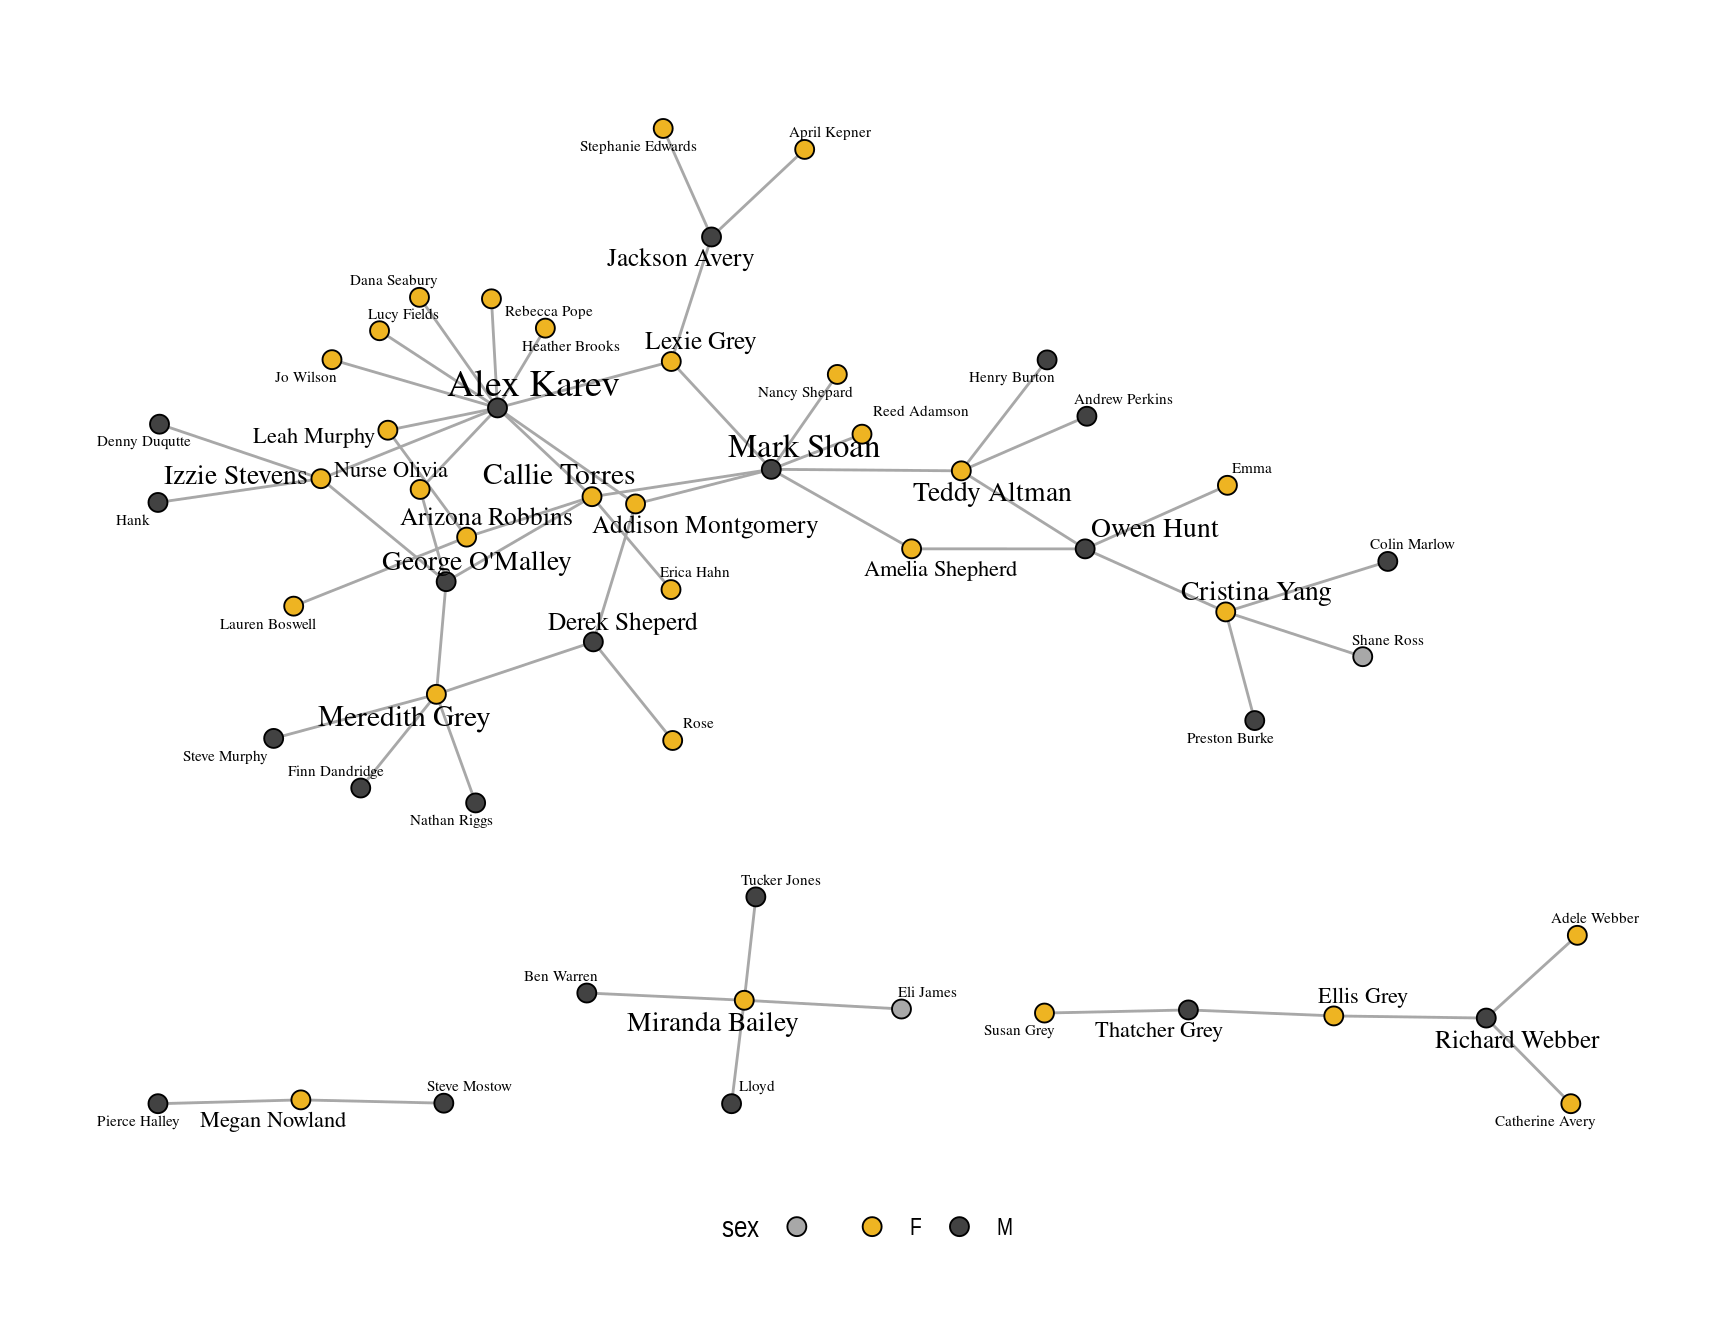 April Kepner
Stephanie Edwards
Jackson Avery
Dana Seabury
Rebecca Pope
Lucy Fields
Heather Brooks
Lexie Grey
Jo Wilson
Alex Karev
Nancy Shepard
Henry Burton
Andrew Perkins
Reed Adamson
Denny Duqutte
Leah Murphy
Mark Sloan
Izzie Stevens
Nurse Olivia
Callie Torres
Emma
Teddy Altman
Hank
Arizona Robbins
Addison Montgomery
Owen Hunt
Colin Marlow
George O'Malley
Erica Hahn
Amelia Shepherd
Cristina Yang
Lauren Boswell
Derek Sheperd
Shane Ross
Meredith Grey
Rose
Preston Burke
Steve Murphy
Finn Dandridge
Nathan Riggs
Tucker Jones
Adele Webber
Ben Warren
Eli James
Ellis Grey
Miranda Bailey
Susan Grey
Thatcher Grey
Richard Webber
Steve Mostow
Lloyd
Pierce Halley
Megan Nowland
Catherine Avery
sex F M